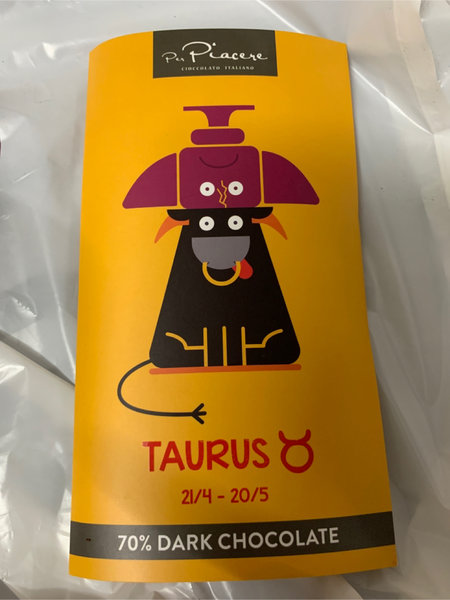 Per Piacere
CIOCCOLATO ITALIANO
TAURUS ♉
21/4 - 20/5
70% DARK CHOCOLATE